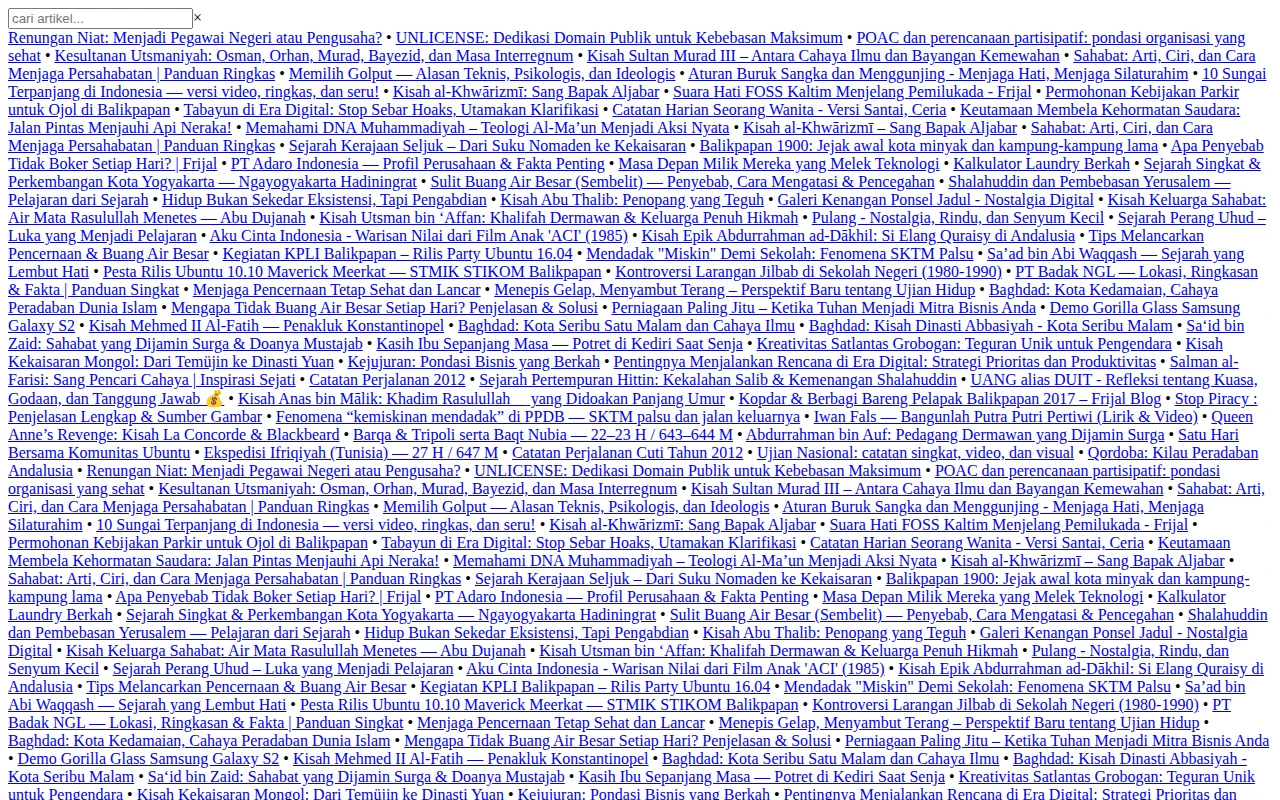 cari artikel... ×
Renungan Niat: Menjadi Pegawai Negeri atau Pengusaha? • UNLICENSE: Dedikasi Domain Publik untuk Kebebasan Maksimum • POAC dan perencanaan partisipatif: pondasi organisasi yang
sehat • Kesultanan Utsmaniyah: Osman, Orhan, Murad, Bayezid, dan Masa Interregnum • Kisah Sultan Murad III – Antara Cahaya Ilmu dan Bayangan Kemewahan • Sahabat: Arti, Ciri, dan Cara
Menjaga Persahabatan | Panduan Ringkas • Memilih Golput — Alasan Teknis, Psikologis, dan Ideologis • Aturan Buruk Sangka dan Menggunjing - Menjaga Hati, Menjaga Silaturahim • 10 Sungai
Terpanjang di Indonesia — versi video, ringkas, dan seru! • Kisah al-Khwārizmī: Sang Bapak Aljabar • Suara Hati FOSS Kaltim Menjelang Pemilukada - Frijal • Permohonan Kebijakan Parkir
untuk Ojol di Balikpapan • Tabayun di Era Digital: Stop Sebar Hoaks, Utamakan Klarifikasi • Catatan Harian Seorang Wanita - Versi Santai, Ceria • Keutamaan Membela Kehormatan Saudara:
Jalan Pintas Menjauhi Api Neraka! • Memahami DNA Muhammadiyah – Teologi Al-Ma’un Menjadi Aksi Nyata • Kisah al-Khwārizmī – Sang Bapak Aljabar • Sahabat: Arti, Ciri, dan Cara
Menjaga Persahabatan | Panduan Ringkas • Sejarah Kerajaan Seljuk – Dari Suku Nomaden ke Kekaisaran • Balikpapan 1900: Jejak awal kota minyak dan kampung-kampung lama • Apa Penyebab
Tidak Boker Setiap Hari? | Frijal • PT Adaro Indonesia — Profil Perusahaan & Fakta Penting • Masa Depan Milik Mereka yang Melek Teknologi • Kalkulator Laundry Berkah • Sejarah Singkat &
Perkembangan Kota Yogyakarta — Ngayogyakarta Hadiningrat • Sulit Buang Air Besar (Sembelit) — Penyebab, Cara Mengatasi & Pencegahan • Shalahuddin dan Pembebasan Yerusalem —
Pelajaran dari Sejarah • Hidup Bukan Sekedar Eksistensi, Tapi Pengabdian • Kisah Abu Thalib: Penopang yang Teguh • Galeri Kenangan Ponsel Jadul - Nostalgia Digital • Kisah Keluarga Sahabat:
Air Mata Rasulullah Menetes — Abu Dujanah • Kisah Utsman bin ‘Affan: Khalifah Dermawan & Keluarga Penuh Hikmah • Pulang - Nostalgia, Rindu, dan Senyum Kecil • Sejarah Perang Uhud –
Luka yang Menjadi Pelajaran • Aku Cinta Indonesia - Warisan Nilai dari Film Anak 'ACI' (1985) • Kisah Epik Abdurrahman ad-Dākhil: Si Elang Quraisy di Andalusia • Tips Melancarkan
Pencernaan & Buang Air Besar • Kegiatan KPLI Balikpapan – Rilis Party Ubuntu 16.04 • Mendadak "Miskin" Demi Sekolah: Fenomena SKTM Palsu • Sa’ad bin Abi Waqqash — Sejarah yang
Lembut Hati • Pesta Rilis Ubuntu 10.10 Maverick Meerkat — STMIK STIKOM Balikpapan • Kontroversi Larangan Jilbab di Sekolah Negeri (1980-1990) • PT Badak NGL — Lokasi, Ringkasan
& Fakta | Panduan Singkat • Menjaga Pencernaan Tetap Sehat dan Lancar • Menepis Gelap, Menyambut Terang – Perspektif Baru tentang Ujian Hidup • Baghdad: Kota Kedamaian, Cahaya
Peradaban Dunia Islam • Mengapa Tidak Buang Air Besar Setiap Hari? Penjelasan & Solusi • Perniagaan Paling Jitu – Ketika Tuhan Menjadi Mitra Bisnis Anda • Demo Gorilla Glass Samsung
Galaxy S2 • Kisah Mehmed II Al-Fatih — Penakluk Konstantinopel • Baghdad: Kota Seribu Satu Malam dan Cahaya Ilmu • Baghdad: Kisah Dinasti Abbasiyah - Kota Seribu Malam • Sa‘id bin
Zaid: Sahabat yang Dijamin Surga & Doanya Mustajab • Kasih Ibu Sepanjang Masa — Potret di Kediri Saat Senja • Kreativitas Satlantas Grobogan: Teguran Unik untuk Pengendara • Kisah
Kekaisaran Mongol: Dari Temüjin ke Dinasti Yuan • Kejujuran: Pondasi Bisnis yang Berkah • Pentingnya Menjalankan Rencana di Era Digital: Strategi Prioritas dan Produktivitas • Salman al-
Farisi: Sang Pencari Cahaya | Inspirasi Sejati • Catatan Perjalanan 2012 • Sejarah Pertempuran Hittin: Kekalahan Salib & Kemenangan Shalahuddin • UANG alias DUIT - Refleksi tentang Kuasa,
Godaan, dan Tanggung Jawab 💰 • Kisah Anas bin Mālik: Khadim Rasulullah yang Didoakan Panjang Umur • Kopdar & Berbagi Bareng Pelapak Balikpapan 2017 – Frijal Blog • Stop Piracy :
Penjelasan Lengkap & Sumber Gambar • Fenomena “kemiskinan mendadak” di PPDB — SKTM palsu dan jalan keluarnya • Iwan Fals — Bangunlah Putra Putri Pertiwi (Lirik & Video) • Queen
Anne’s Revenge: Kisah La Concorde & Blackbeard • Barqa & Tripoli serta Baqt Nubia — 22–23 H / 643–644 M • Abdurrahman bin Auf: Pedagang Dermawan yang Dijamin Surga • Satu Hari
Bersama Komunitas Ubuntu • Ekspedisi Ifriqiyah (Tunisia) — 27 H / 647 M • Catatan Perjalanan Cuti Tahun 2012 • Ujian Nasional: catatan singkat, video, dan visual • Qordoba: Kilau Peradaban
Andalusia • Renungan Niat: Menjadi Pegawai Negeri atau Pengusaha? • UNLICENSE: Dedikasi Domain Publik untuk Kebebasan Maksimum • POAC dan perencanaan partisipatif: pondasi
organisasi yang sehat • Kesultanan Utsmaniyah: Osman, Orhan, Murad, Bayezid, dan Masa Interregnum • Kisah Sultan Murad III – Antara Cahaya Ilmu dan Bayangan Kemewahan • Sahabat: Arti,
Ciri, dan Cara Menjaga Persahabatan | Panduan Ringkas • Memilih Golput — Alasan Teknis, Psikologis, dan Ideologis • Aturan Buruk Sangka dan Menggunjing - Menjaga Hati, Menjaga
Silaturahim • 10 Sungai Terpanjang di Indonesia — versi video, ringkas, dan seru! • Kisah al-Khwārizmī: Sang Bapak Aljabar • Suara Hati FOSS Kaltim Menjelang Pemilukada - Frijal •
Permohonan Kebijakan Parkir untuk Ojol di Balikpapan • Tabayun di Era Digital: Stop Sebar Hoaks, Utamakan Klarifikasi • Catatan Harian Seorang Wanita - Versi Santai, Ceria • Keutamaan
Membela Kehormatan Saudara: Jalan Pintas Menjauhi Api Neraka! • Memahami DNA Muhammadiyah – Teologi Al-Ma’un Menjadi Aksi Nyata • Kisah al-Khwārizmī – Sang Bapak Aljabar •
Sahabat: Arti, Ciri, dan Cara Menjaga Persahabatan | Panduan Ringkas • Sejarah Kerajaan Seljuk – Dari Suku Nomaden ke Kekaisaran • Balikpapan 1900: Jejak awal kota minyak dan kampung-
kampung lama • Apa Penyebab Tidak Boker Setiap Hari? | Frijal • PT Adaro Indonesia — Profil Perusahaan & Fakta Penting • Masa Depan Milik Mereka yang Melek Teknologi • Kalkulator
Laundry Berkah • Sejarah Singkat & Perkembangan Kota Yogyakarta — Ngayogyakarta Hadiningrat • Sulit Buang Air Besar (Sembelit) — Penyebab, Cara Mengatasi & Pencegahan • Shalahuddin
dan Pembebasan Yerusalem — Pelajaran dari Sejarah • Hidup Bukan Sekedar Eksistensi, Tapi Pengabdian • Kisah Abu Thalib: Penopang yang Teguh • Galeri Kenangan Ponsel Jadul - Nostalgia
Digital • Kisah Keluarga Sahabat: Air Mata Rasulullah Menetes — Abu Dujanah • Kisah Utsman bin ‘Affan: Khalifah Dermawan & Keluarga Penuh Hikmah • Pulang - Nostalgia, Rindu, dan
Senyum Kecil • Sejarah Perang Uhud – Luka yang Menjadi Pelajaran • Aku Cinta Indonesia - Warisan Nilai dari Film Anak 'ACI' (1985) • Kisah Epik Abdurrahman ad-Dākhil: Si Elang Quraisy di
Andalusia • Tips Melancarkan Pencernaan & Buang Air Besar • Kegiatan KPLI Balikpapan – Rilis Party Ubuntu 16.04 • Mendadak "Miskin" Demi Sekolah: Fenomena SKTM Palsu • Sa’ad bin
Abi Waqqash — Sejarah yang Lembut Hati • Pesta Rilis Ubuntu 10.10 Maverick Meerkat — STMIK STIKOM Balikpapan • Kontroversi Larangan Jilbab di Sekolah Negeri (1980-1990) • PT
Badak NGL — Lokasi, Ringkasan & Fakta | Panduan Singkat • Menjaga Pencernaan Tetap Sehat dan Lancar • Menepis Gelap, Menyambut Terang – Perspektif Baru tentang Ujian Hidup •
Baghdad: Kota Kedamaian, Cahaya Peradaban Dunia Islam • Mengapa Tidak Buang Air Besar Setiap Hari? Penjelasan & Solusi • Perniagaan Paling Jitu – Ketika Tuhan Menjadi Mitra Bisnis Anda
• Demo Gorilla Glass Samsung Galaxy S2 • Kisah Mehmed II Al-Fatih — Penakluk Konstantinopel • Baghdad: Kota Seribu Satu Malam dan Cahaya Ilmu • Baghdad: Kisah Dinasti Abbasiyah -
Kota Seribu Malam • Sa‘id bin Zaid: Sahabat yang Dijamin Surga & Doanya Mustajab • Kasih Ibu Sepanjang Masa — Potret di Kediri Saat Senja • Kreativitas Satlantas Grobogan: Teguran Unik
untuk Pengendara • Kisah Kekaisaran Mongol: Dari Temüjin ke Dinasti Yuan • Kejujuran: Pondasi Bisnis yang Berkah • Pentingnya Menjalankan Rencana di Era Digital: Strategi Prioritas dan